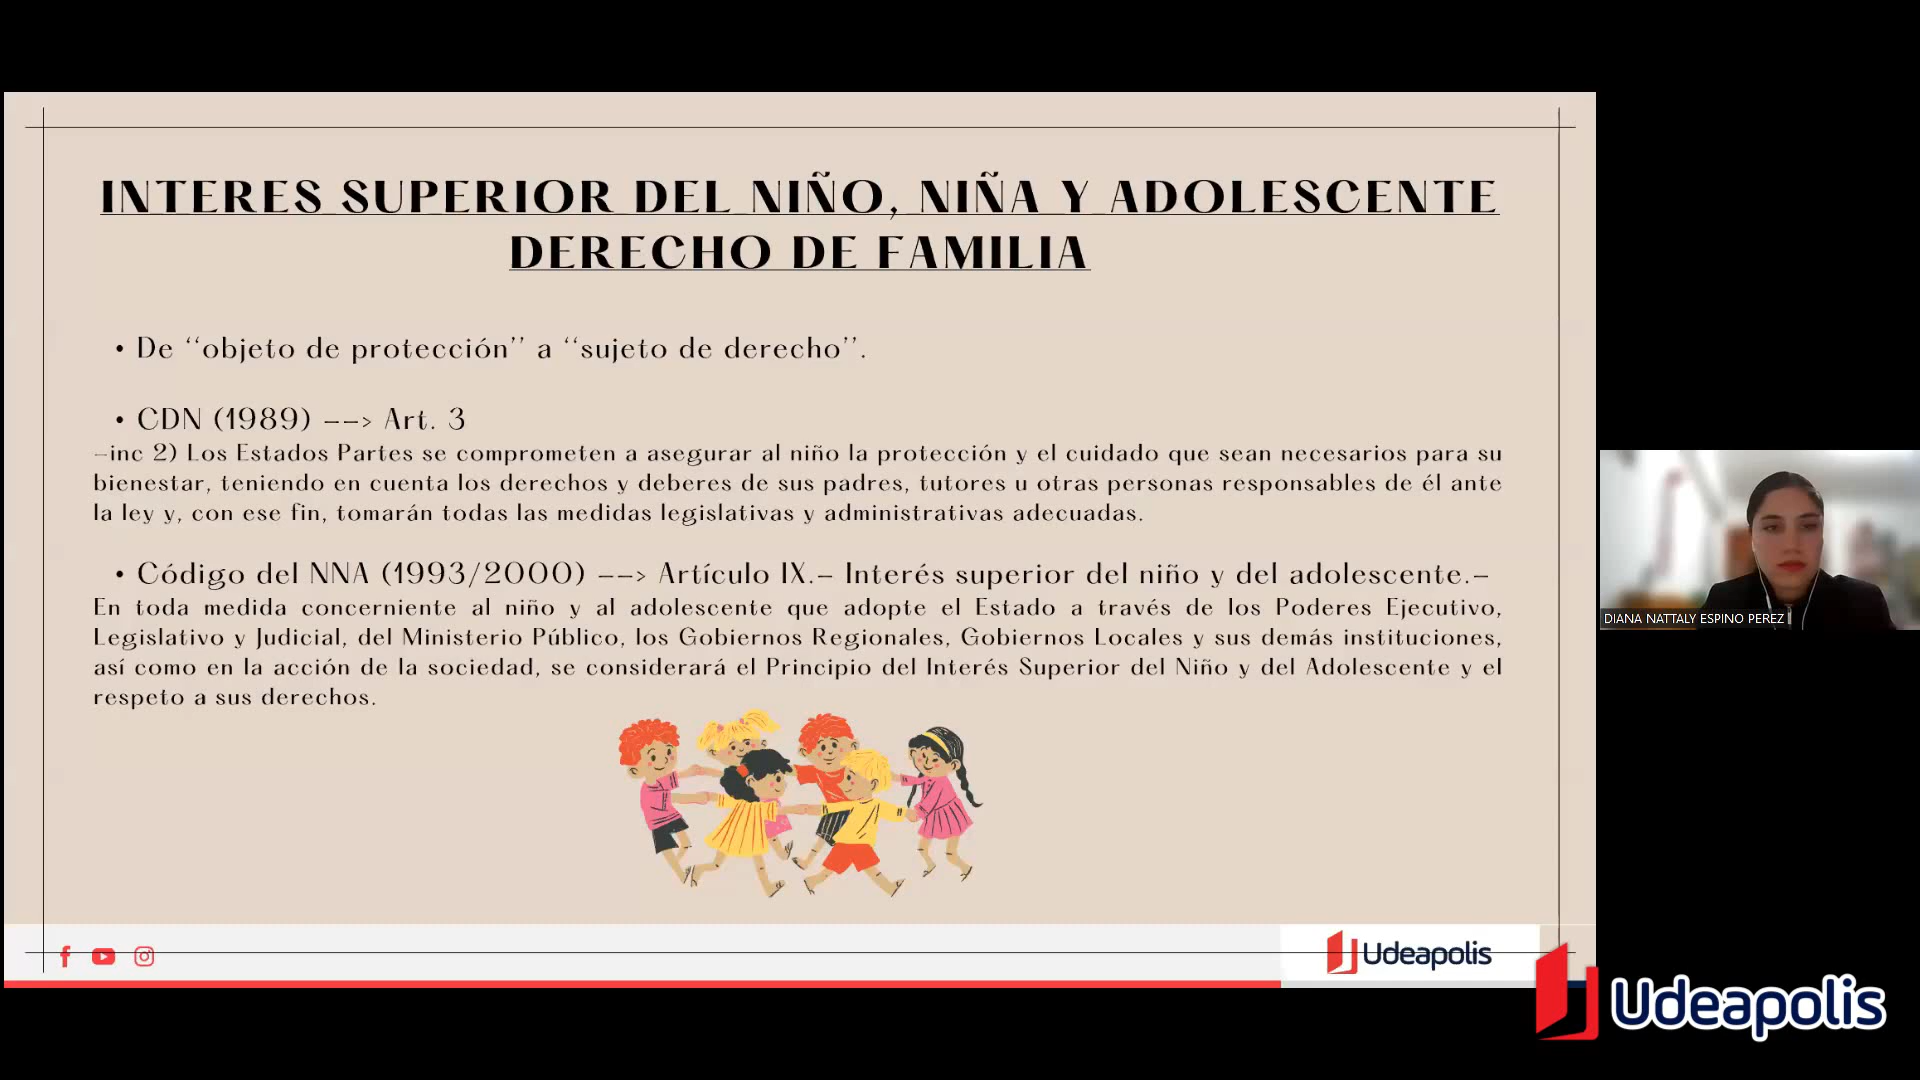 INTERES SUPERIOR DEL NIÑO, NIÑA Y ADOLESCENTE
DERECHO DE FAMILIA
• De ‘‘objeto de protección’’ a ‘‘sujeto de derecho’’.
• CDN (1989) --> Art. 3
-inc 2) Los Estados Partes se comprometen a asegurar al niño la protección y el cuidado que sean necesarios para su
bienestar, teniendo en cuenta los derechos y deberes de sus padres, tutores u otras personas responsables de él ante
la ley y, con ese fin, tomarán todas las medidas legislativas y administrativas adecuadas.
• Código del NNA (1993/2000) --> Artículo IX.- Interés superior del niño y del adolescente.-
En toda medida concerniente al niño y al adolescente que adopte el Estado a través de los Poderes Ejecutivo,
Legislativo y Judicial, del Ministerio Público, los Gobiernos Regionales, Gobiernos Locales y sus demás instituciones,
así como en la acción de la sociedad, se considerará el Principio del Interés Superior del Niño y del Adolescente y el
respeto a sus derechos.
DIANA NATTALY ESPINO PEREZ
Udeapolis
Udeapolis